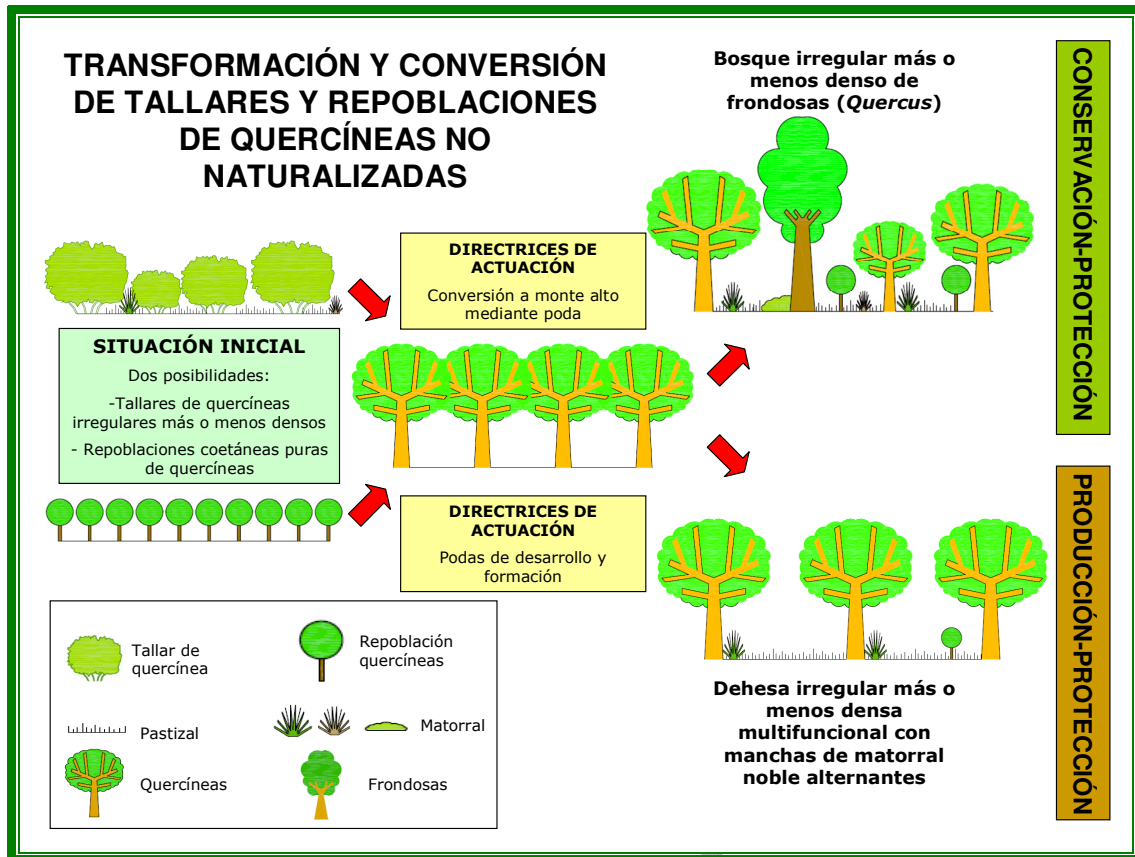 TRANSFORMACIÓN Y CONVERSIÓN
DE TALLARES Y REPOBLACIONES
DE QUERCÍNEAS NO
NATURALIZADAS
Bosque irregular más o
menos denso de
frondosas (Quercus)
CONSERVACIÓN-PROTECCIÓN
DIRECTRICES DE
ACTUACIÓN
Conversión a monte alto
mediante poda
SITUACIÓN INICIAL
Dos posibilidades:
-Tallares de quercíneas
irregulares más o menos densos
- Repoblaciones coetáneas puras
de quercíneas
DIRECTRICES DE
ACTUACIÓN
Podas de desarrollo y
formación
PRODUCCIÓN-PROTECCIÓN
Dehesa irregular más o
menos densa
multifuncional con
manchas de matorral
noble alternantes
Tallar de
quercínea
Repoblación
quercíneas
Pastizal
Matorral
Quercíneas
Frondosas